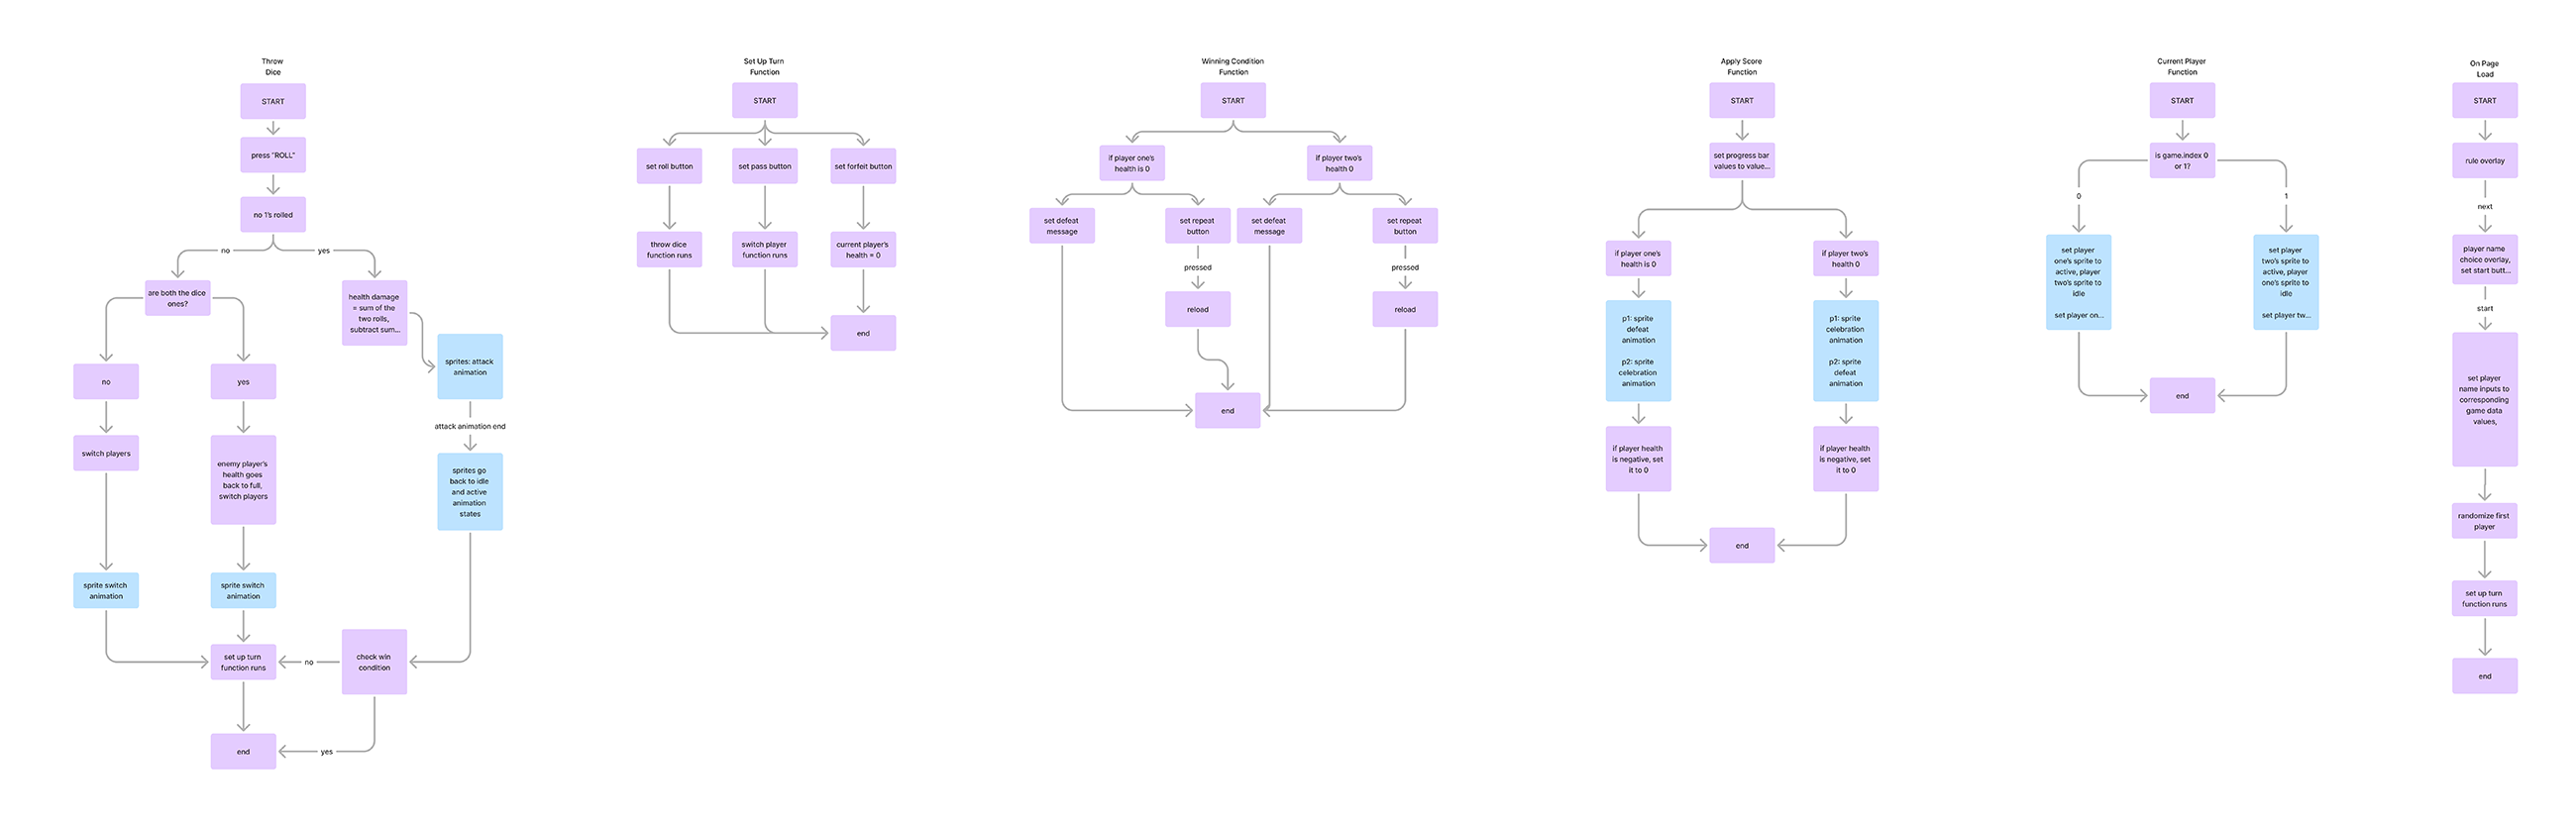 Throw
Dice
START
press "ROLL"
no 1's rolled
no
yes
are both the dice
ones?
health damage
= sum of the
two rolls,
subtract sum...
sprites: attack
animation
no
yes
attack animation end
switch players
enemy player's
health goes
back to full,
switch players
sprites go
back to idle
and active
animation
states
sprite switch
animation
sprite switch
animation
set up turn
function runs
no
check win
condition
end
yes
Set Up Turn
Function
START
set roll button
set pass button
set forfeit button
throw dice
function runs
switch player
function runs
current player's
health = 0
end
Winning Condition
Function
START
if player one's
health is 0
if player two's
health 0
set defeat
message
set repeat
button
set defeat
message
set repeat
button
pressed
pressed
reload
reload
end
Apply Score
Function
START
set progress bar
values to value...
if player one's
health is 0
if player two's
health 0
p1: sprite
defeat
animation
p2: sprite
celebration
animation
p1: sprite
celebration
animation
p2: sprite
defeat
animation
if player health
is negative, set
it to 0
if player health
is negative, set
it to 0
end
Current Player
Function
START
is game.index 0
or 1?
0
1
set player
one's sprite to
active, player
two's sprite to
idle
set player on...
set player
two's sprite to
active, player
one's sprite to
idle
set player tw...
end
On Page
Load
START
rule overlay
next
player name
choice overlay,
set start butt...
start
set player
name inputs to
corresponding
game data
values,
randomize first
player
set up turn
function runs
end